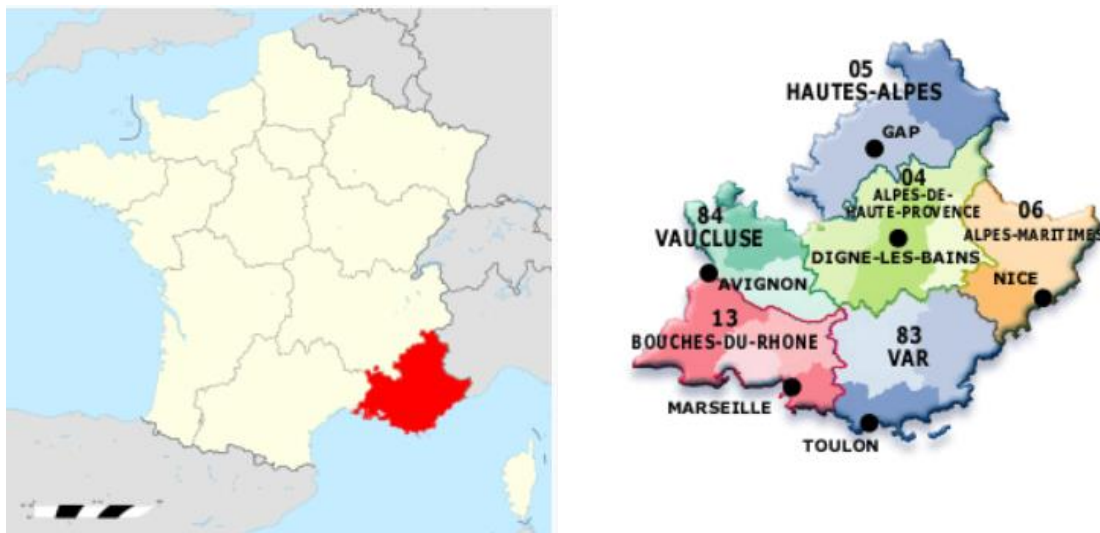 05
HAUTES-ALPES
GAP
04
ALPES-DE-
HAUTE-PROVENCE
06
ALPES-MARITIMES
84
VAUCLUSE
DIGNE-LES-BAINS
AVIGNON
NICE
13
BOUCHES-DU-RHONE
83
VAR
MARSEILLE
TOULON